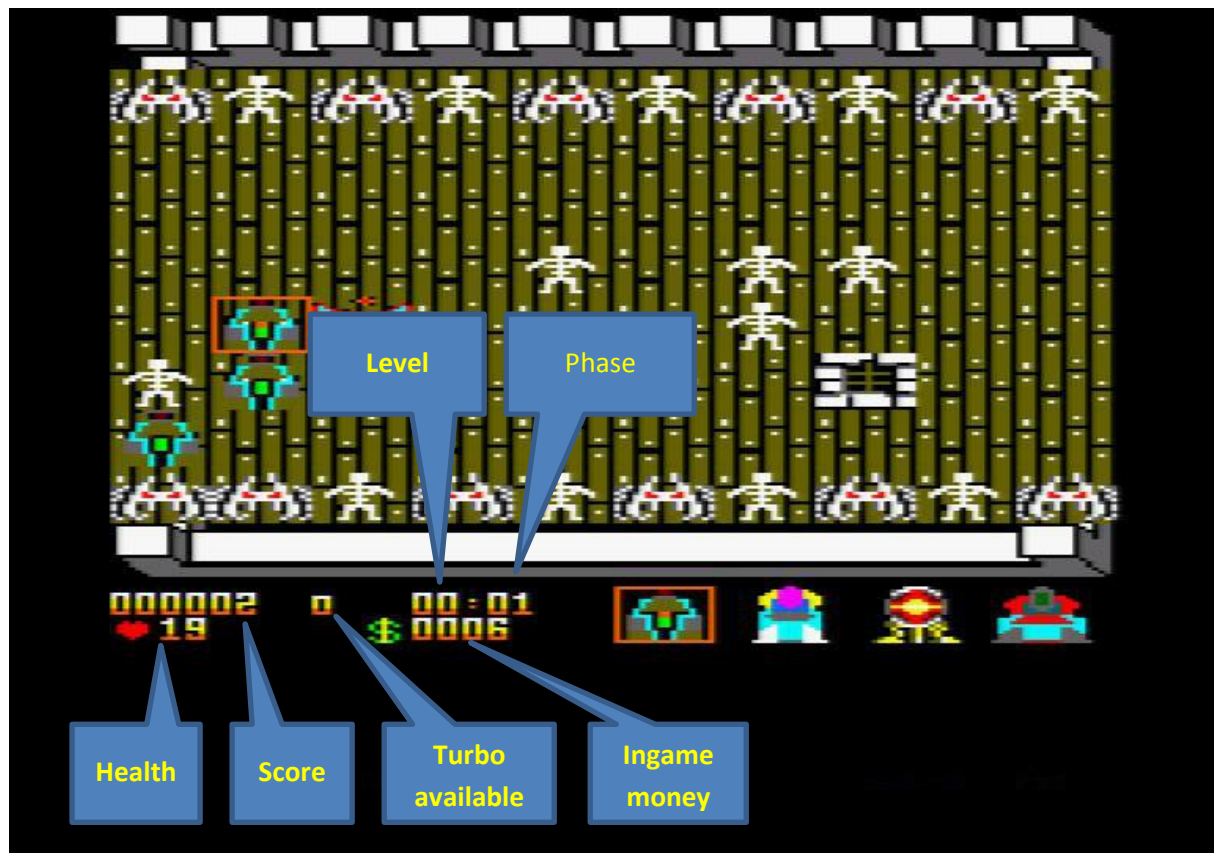 Level
Phase
000002 0 00:01
19 $ 0006
Health
Score
Turbo
available
Ingame
money